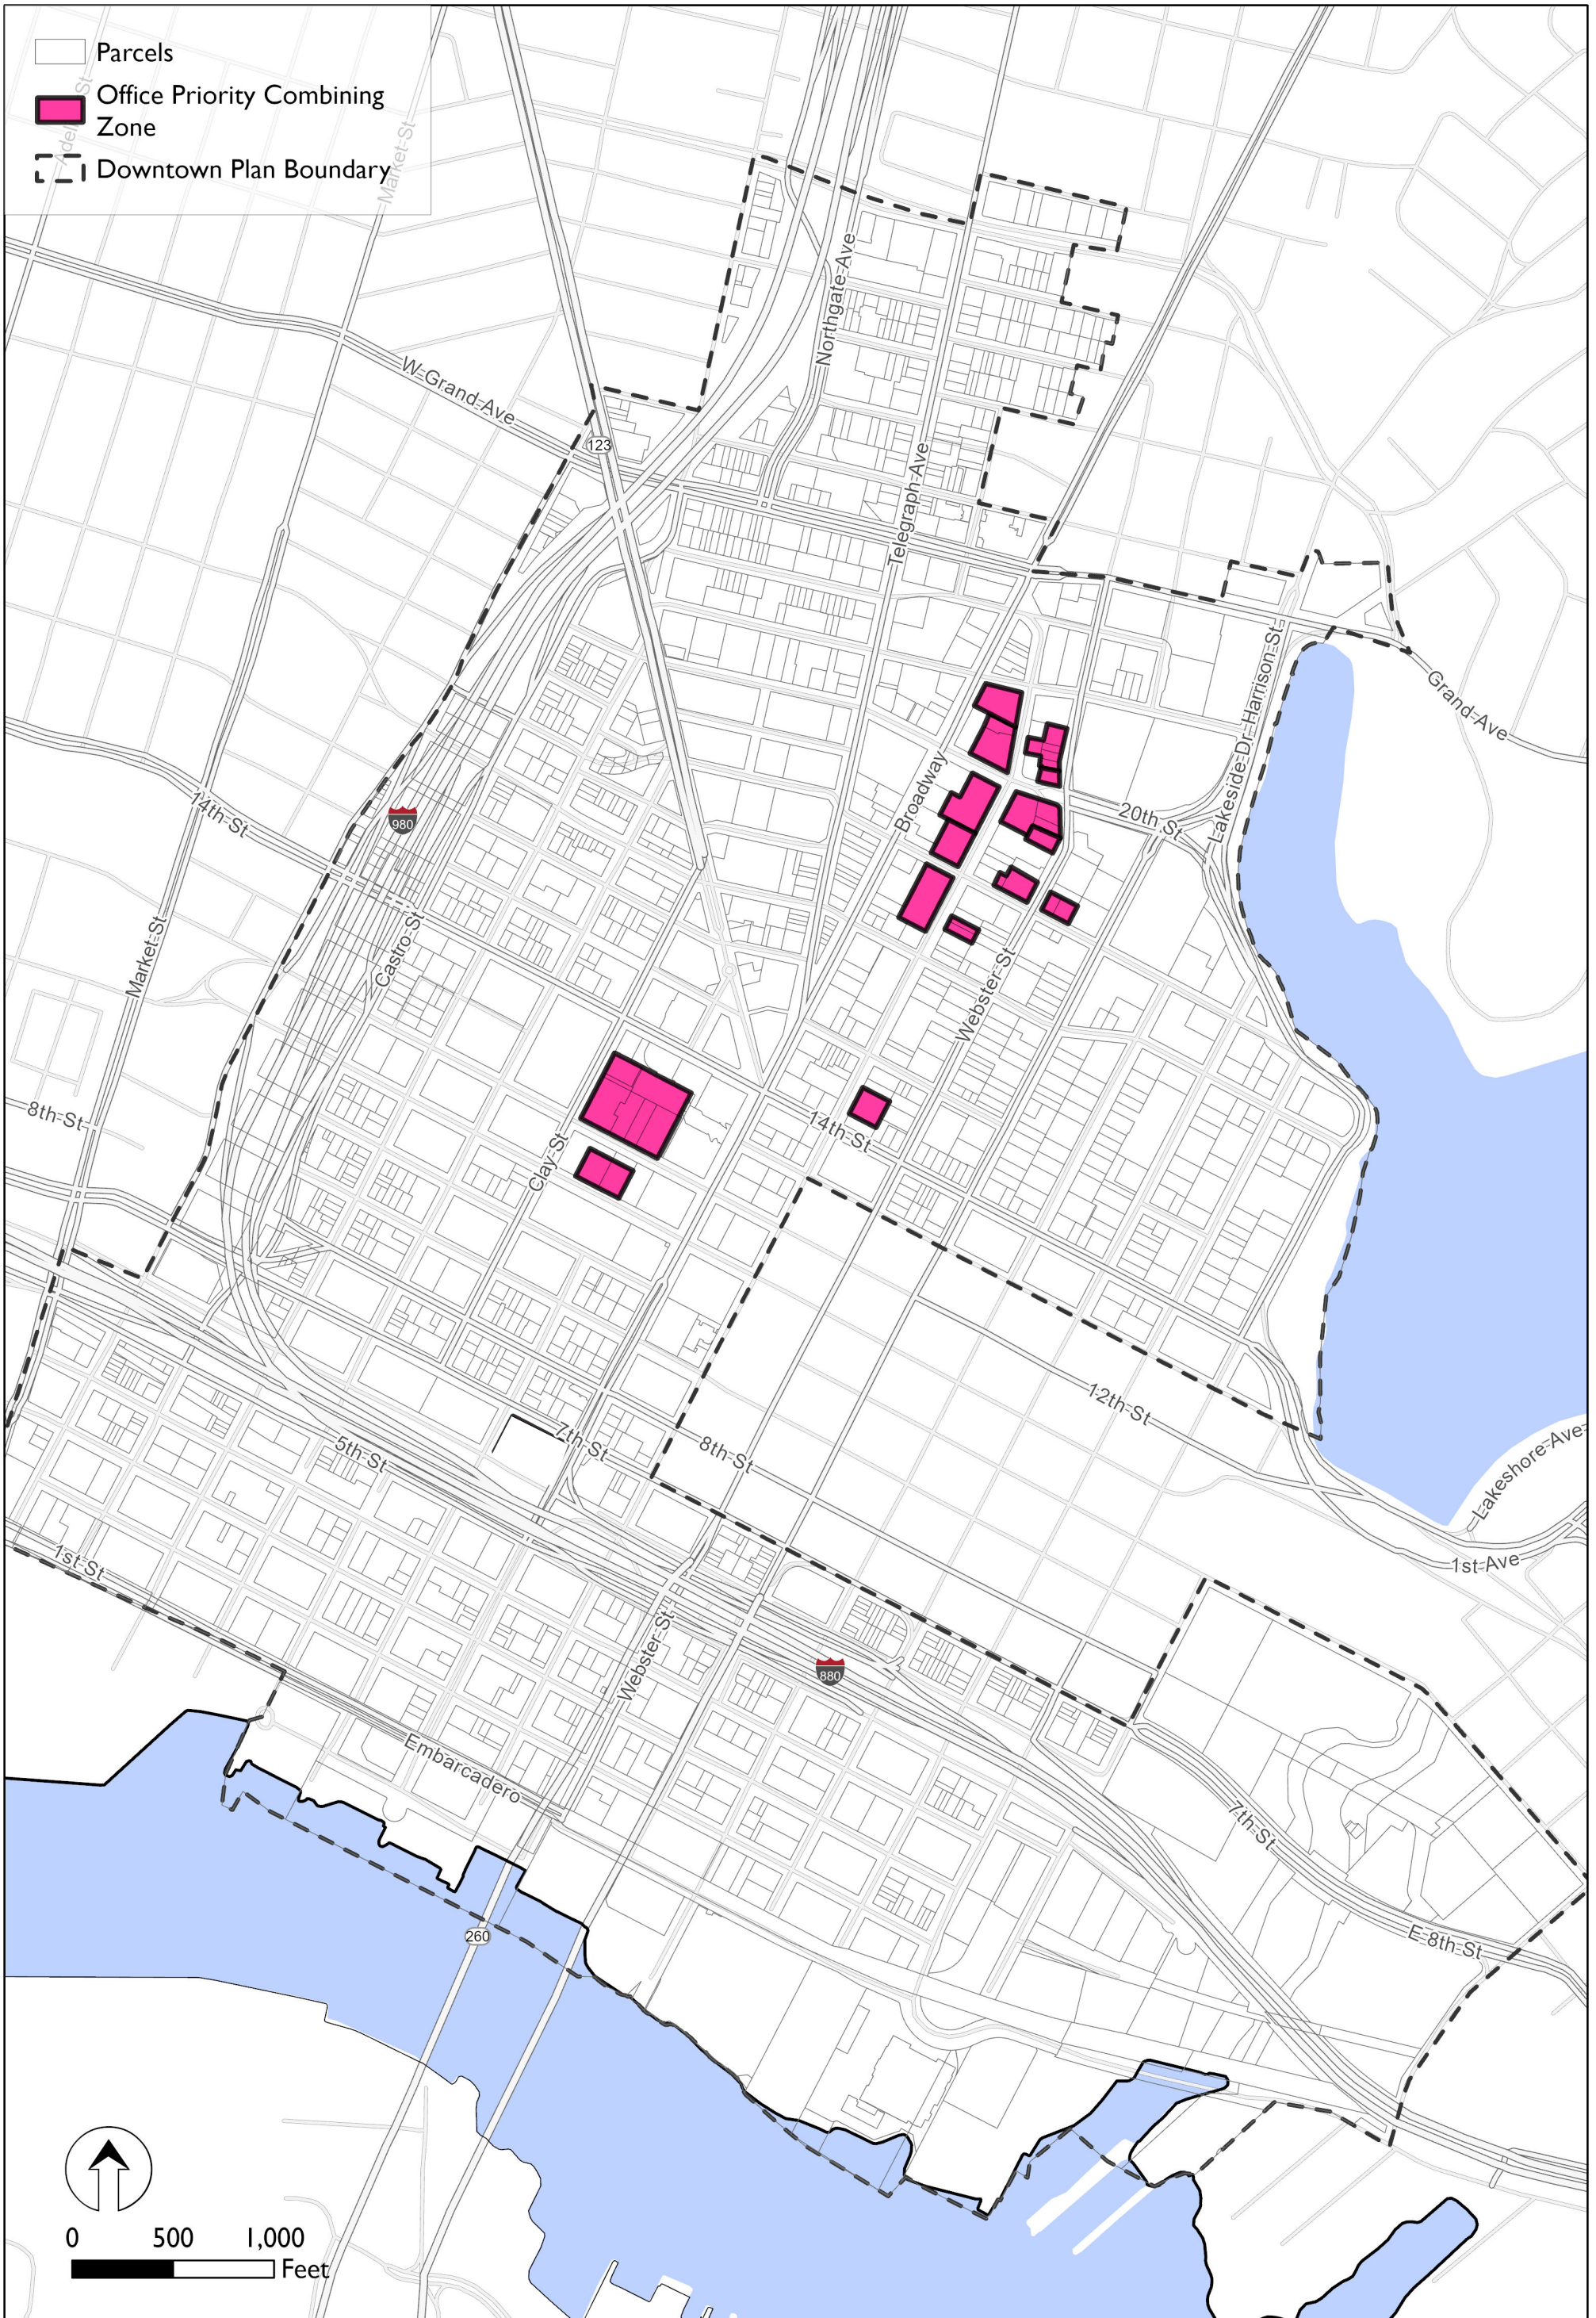 Parcels
Office Priority Combining
Zone
Downtown Plan Boundary
Adel
St
Market St
Northgate Ave
W Grand Ave
123
Telegraph Ave
Lakeside Dr Harrison St
Grand Ave
Broadway
20th St
14th St
980
Castro St
Market St
Webster St
8th St
14th St
Clay St
12th St
7th St
8th St
5th St
Lakeshore Ave
1st Ave
1st St
Webster St
880
Embarcadero
7th St
260
E 8th St
0 500 1,000
Feet